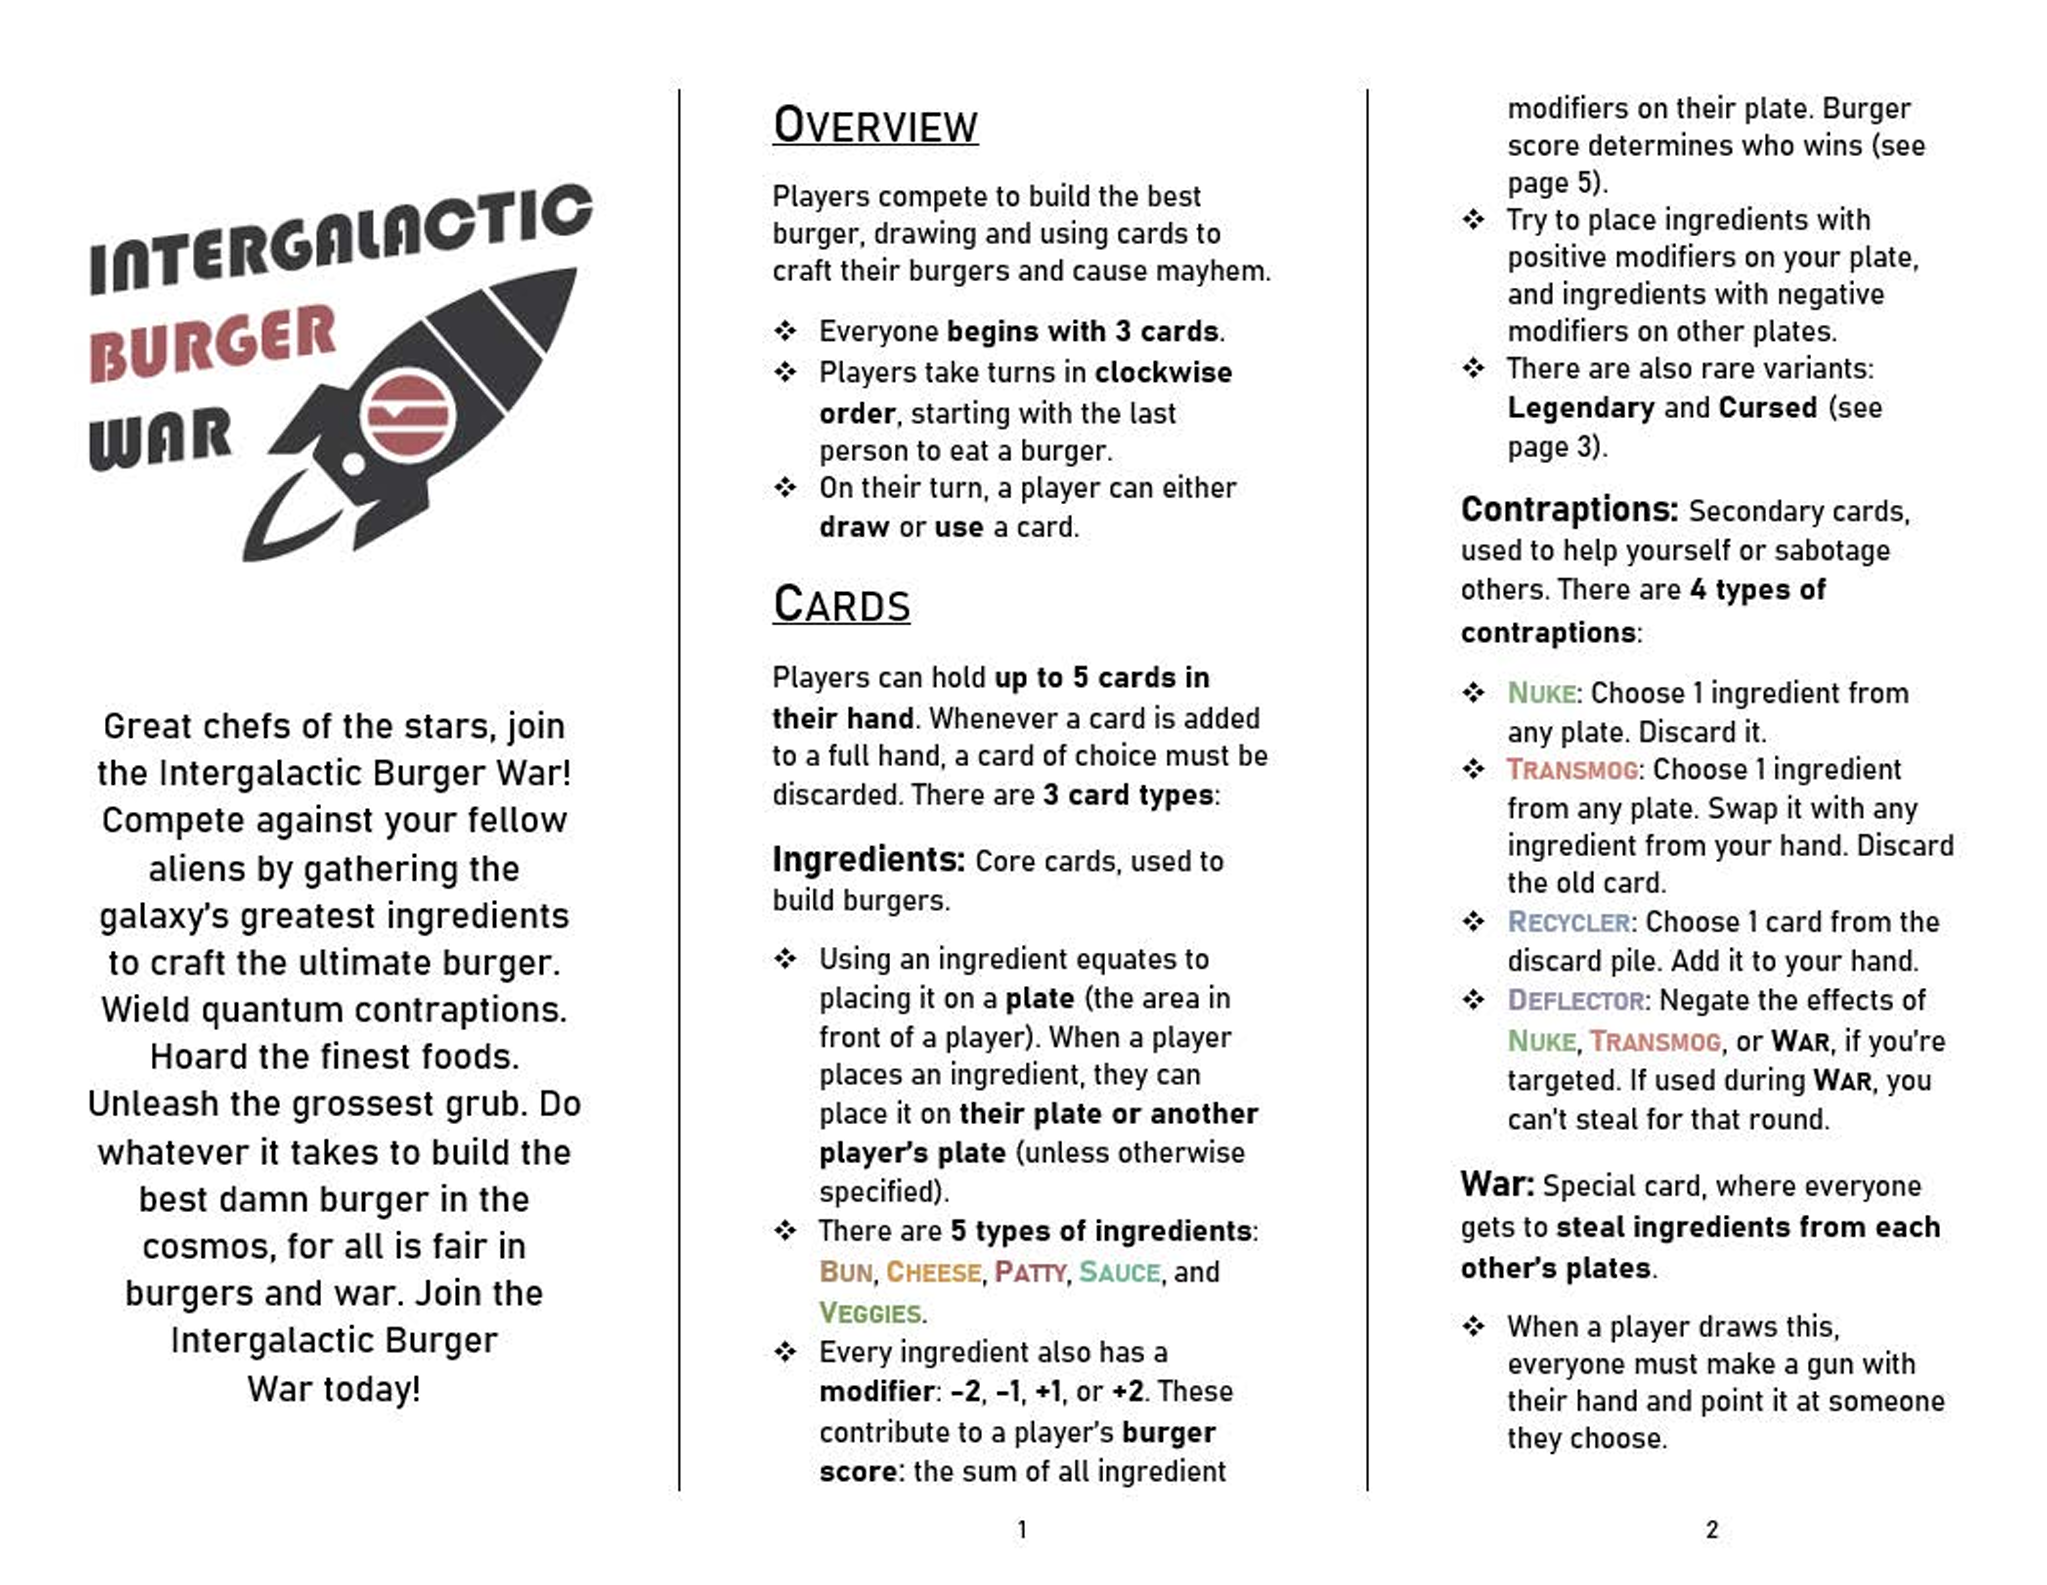 INTERGALACTIC
BURGER
WAR
Great chefs of the stars, join
the Intergalactic Burger War!
Compete against your fellow
aliens by gathering the
galaxy's greatest ingredients
to craft the ultimate burger.
Wield quantum contraptions.
Hoard the finest foods.
Unleash the grossest grub. Do
whatever it takes to build the
best damn burger in the
cosmos, for all is fair in
burgers and war. Join the
Intergalactic Burger
War today!
OVERVIEW
Players compete to build the best
burger, drawing and using cards to
craft their burgers and cause mayhem.
❖ Everyone begins with 3 cards.
❖ Players take turns in clockwise
order, starting with the last
person to eat a burger.
❖ On their turn, a player can either
draw or use a card.
CARDS
Players can hold up to 5 cards in
their hand. Whenever a card is added
to a full hand, a card of choice must be
discarded. There are 3 card types:
Ingredients: Core cards, used to
build burgers.
❖ Using an ingredient equates to
placing it on a plate (the area in
front of a player). When a player
places an ingredient, they can
place it on their plate or another
player's plate (unless otherwise
specified).
❖ There are 5 types of ingredients:
BUN, CHEESE, PATTY, SAUCE, and
VEGGIES.
❖ Every ingredient also has a
modifier: -2, -1, +1, or +2. These
contribute to a player's burger
score: the sum of all ingredient
1
modifiers on their plate. Burger
score determines who wins (see
page 5).
❖ Try to place ingredients with
positive modifiers on your plate,
and ingredients with negative
modifiers on other plates.
❖ There are also rare variants:
Legendary and Cursed (see
page 3).
Contraptions: Secondary cards,
used to help yourself or sabotage
others. There are 4 types of
contraptions:
❖ NUKE: Choose 1 ingredient from
any plate. Discard it.
❖ TRANSMOG: Choose 1 ingredient
from any plate. Swap it with any
ingredient from your hand. Discard
the old card.
❖ RECYCLER: Choose 1 card from the
discard pile. Add it to your hand.
❖ DEFLECTOR: Negate the effects of
NUKE, TRANSMOG, or WAR, if you're
targeted. If used during WAR, you
can't steal for that round.
War: Special card, where everyone
gets to steal ingredients from each
other's plates.
❖ When a player draws this,
everyone must make a gun with
their hand and point it at someone
they choose.
2